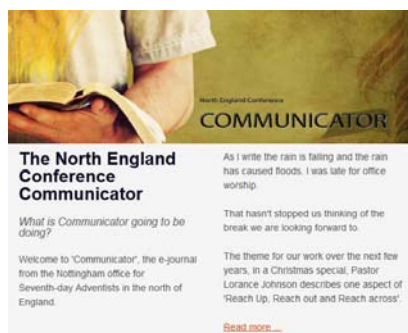 North England Conference
COMMUNICATOR
The North England
Conference
Communicator
What is Communicator going to be
doing?
Welcome to 'Communicator', the e-journal
from the Nottingham office for
Seventh-day Adventists in the north of
England.
As I write the rain is falling and the rain
has caused floods. I was late for office
worship.
That hasn't stopped us thinking of the
break we are looking forward to.
The theme for our work over the next few
years, in a Christmas special, Pastor
Lorance Johnson describes one aspect of
'Reach Up, Reach out and Reach across'.
Read more ...